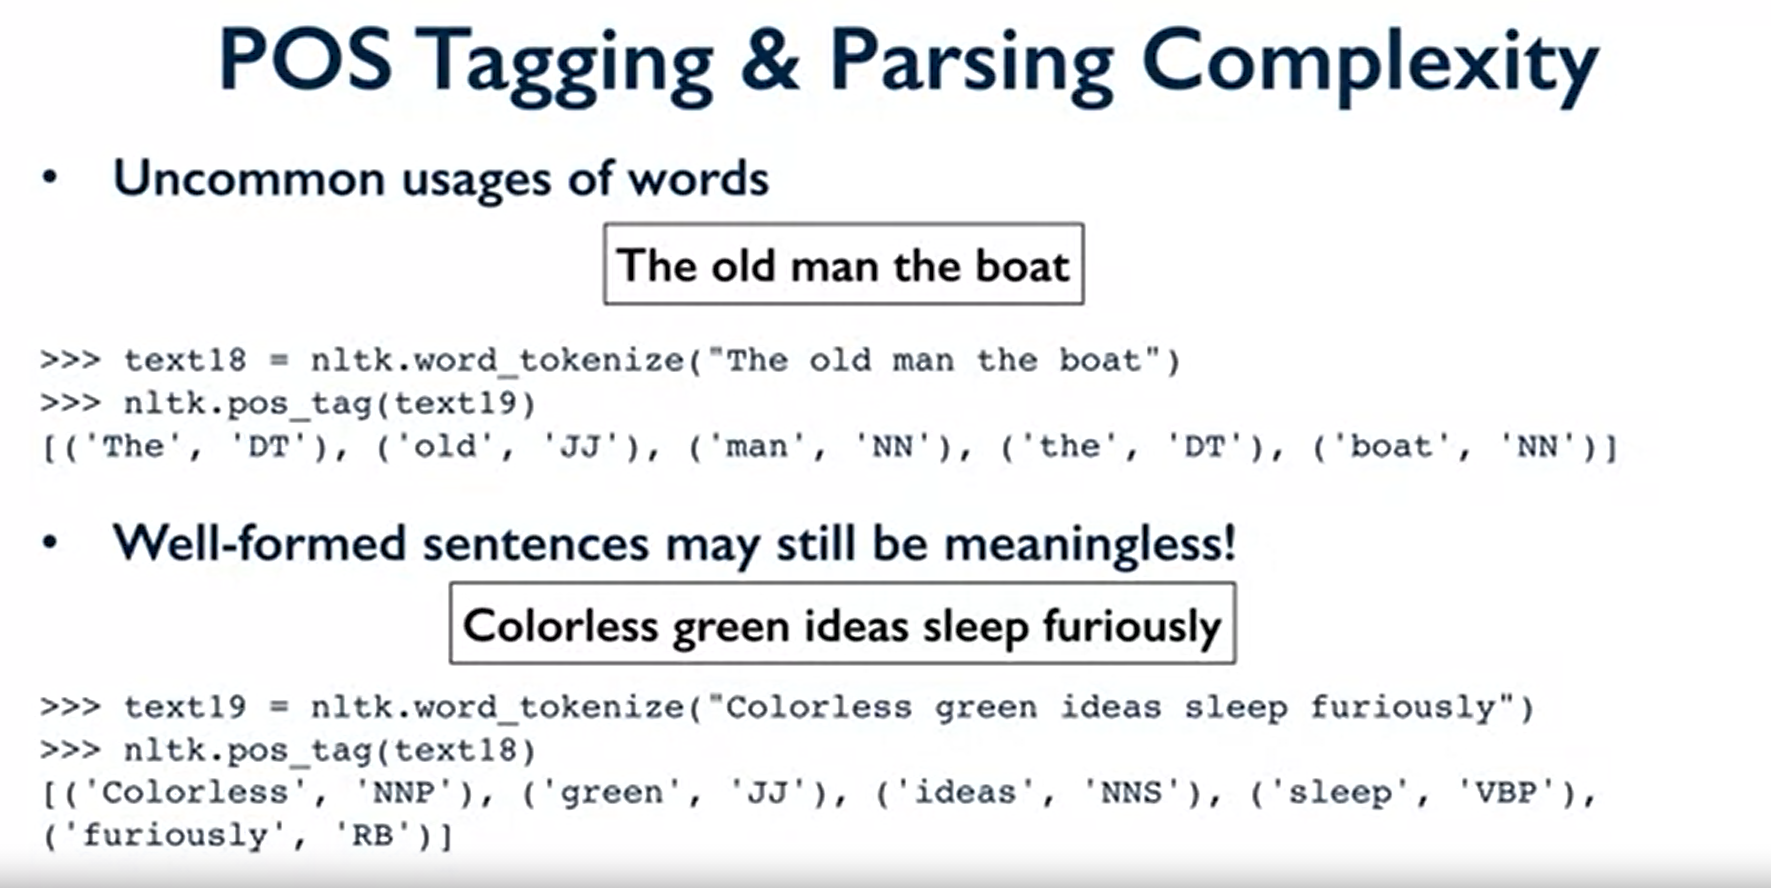 POS Tagging & Parsing Complexity
• Uncommon usages of words
The old man the boat
>>> text18 = nltk.word_tokenize("The old man the boat")
>>> nltk.pos_tag(text19)
[('The', 'DT'), ('old', 'JJ'), ('man', 'NN'), ('the', 'DT'), ('boat', 'NN')]
• Well-formed sentences may still be meaningless!
Colorless green ideas sleep furiously
>>> text19 = nltk.word_tokenize("Colorless green ideas sleep furiously")
>>> nltk.pos_tag(text18)
[('Colorless', 'NNP'), ('green', 'JJ'), ('ideas', 'NNS'), ('sleep', 'VBP'),
('furiously', 'RB')]